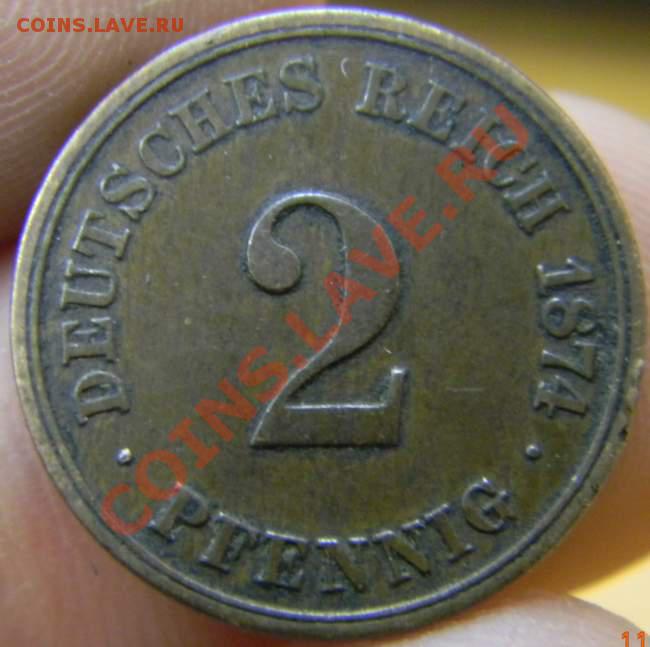 COINS.LAVE.RU
DEUTSCHES REICH 1874
2
· PFENNIG ·
COINS.LAVE.RU
11